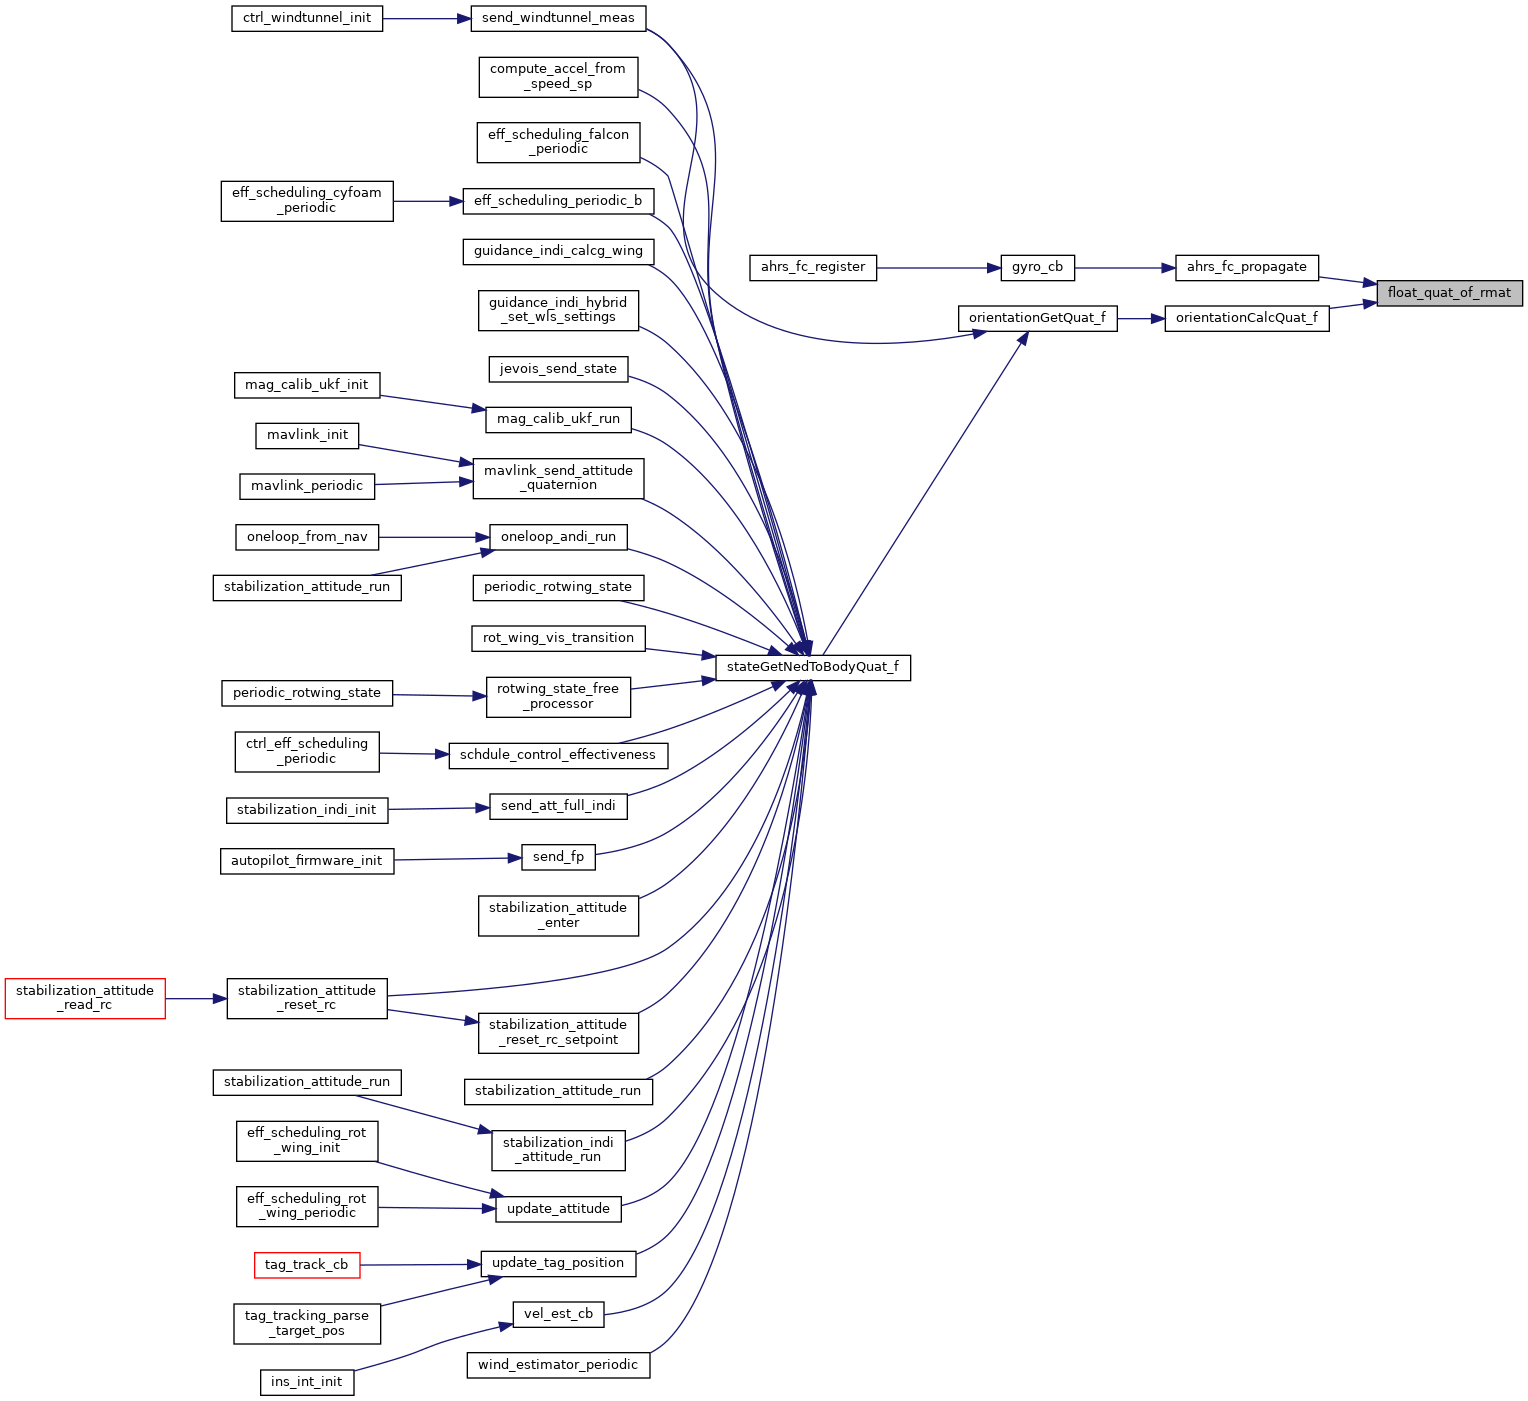 ctrl_windtunnel_init
send_windtunnel_meas
compute_accel_from
_speed_sp
eff_scheduling_falcon
_periodic
eff_scheduling_cyfoam
_periodic
eff_scheduling_periodic_b
guidance_indi_calcg_wing
ahrs_fc_register
gyro_cb
ahrs_fc_propagate
float_quat_of_rmat
guidance_indi_hybrid
_set_wls_settings
orientationGetQuat_f
orientationCalcQuat_f
jevois_send_state
mag_calib_ukf_init
mag_calib_ukf_run
mavlink_init
mavlink_send_attitude
_quaternion
mavlink_periodic
oneloop_from_nav
oneloop_andi_run
stabilization_attitude_run
periodic_rotwing_state
rot_wing_vis_transition
stateGetNedToBodyQuat_f
periodic_rotwing_state
rotwing_state_free
_processor
ctrl_eff_scheduling
_periodic
schdule_control_effectiveness
stabilization_indi_init
send_att_full_indi
autopilot_firmware_init
send_fp
stabilization_attitude
_enter
stabilization_attitude
_read_rc
stabilization_attitude
_reset_rc
stabilization_attitude
_reset_rc_setpoint
stabilization_attitude_run
stabilization_attitude_run
eff_scheduling_rot
_wing_init
stabilization_indi
_attitude_run
eff_scheduling_rot
_wing_periodic
update_attitude
tag_track_cb
update_tag_position
tag_tracking_parse
_target_pos
vel_est_cb
wind_estimator_periodic
ins_int_init